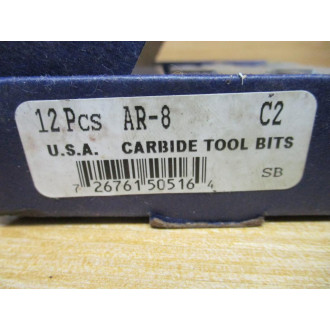 12 Pcs AR-8 C2
U.S.A. CARBIDE TOOL BITS
7 26761 50516 4
SB